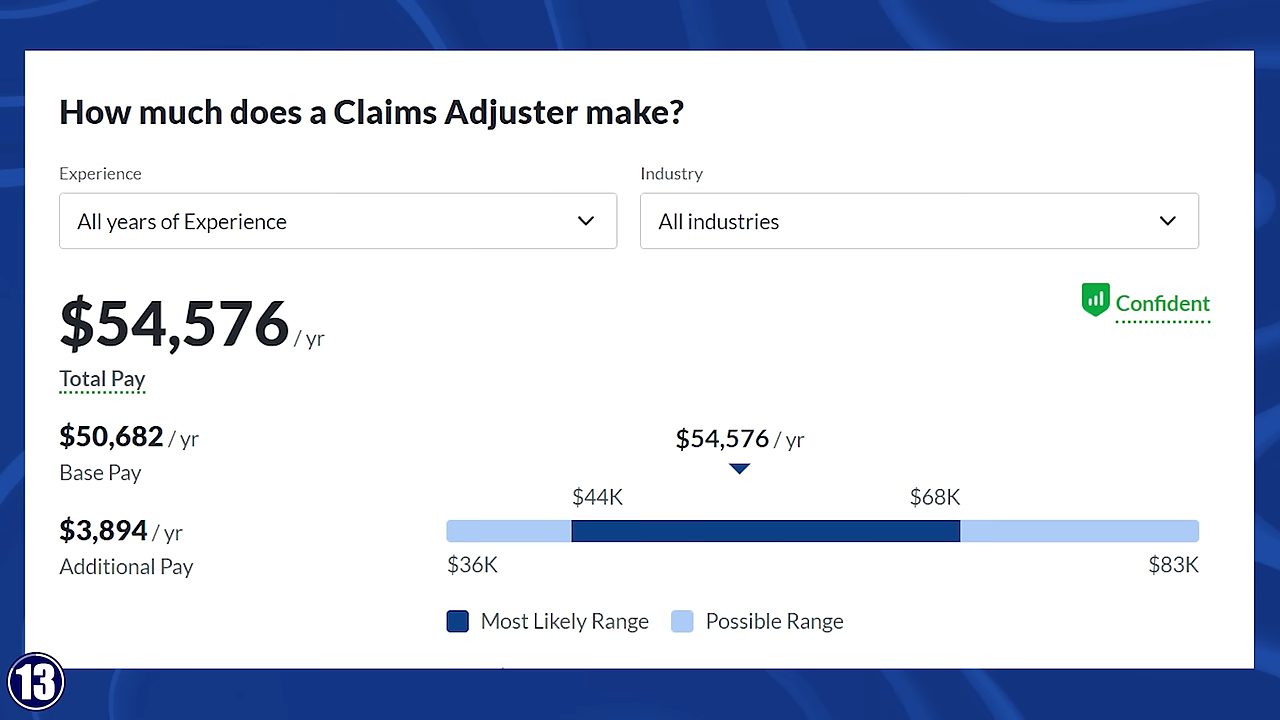 How much does a Claims Adjuster make?
Experience
Industry
All years of Experience
All industries
Confident
$54,576 / yr
Total Pay
$50,682 / yr
Base Pay
$3,894 / yr
Additional Pay
$54,576 / yr
$44K
$68K
$36K
$83K
Most Likely Range
Possible Range
13